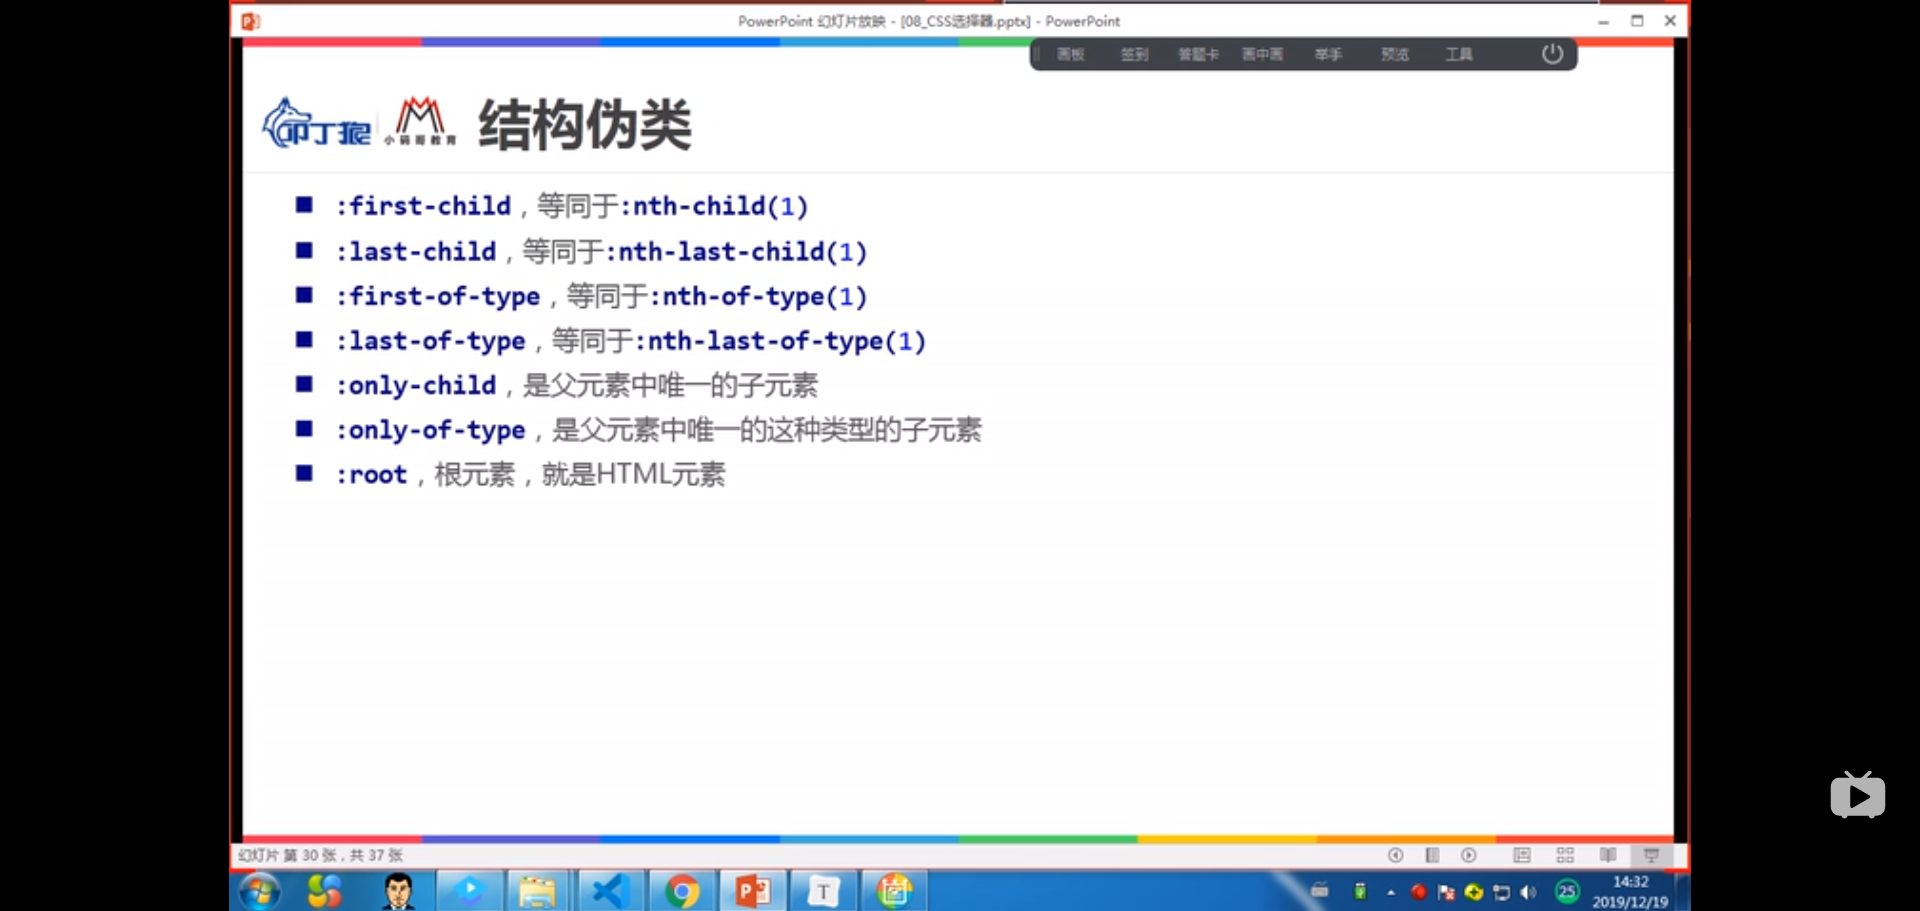 PowerPoint 幻灯片放映 - [08_CSS选择器.pptx] - PowerPoint
画板 签到 答题卡 画中画 举手 预览 工具
叩丁狼 小码哥教育 结构伪类
:first-child，等同于:nth-child(1)
:last-child，等同于:nth-last-child(1)
:first-of-type，等同于:nth-of-type(1)
:last-of-type，等同于:nth-last-of-type(1)
:only-child，是父元素中唯一的子元素
:only-of-type，是父元素中唯一的这种类型的子元素
:root，根元素，就是HTML元素
幻灯片 第 30 张，共 37 张
T
25
14:32
2019/12/19